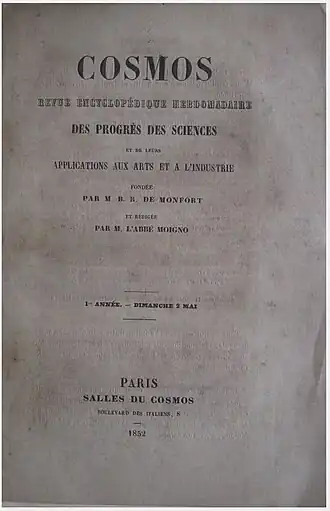 COSMOS
REVUE ENCYCLOPÉDIQUE HEBDOMADAIRE
DES PROGRÈS DES SCIENCES
ET DE LEURS
APPLICATIONS AUX ARTS ET A L'INDUSTRIE
FONDÉE
PAR M. B. R. DE MONFORT
ET RÉDIGÉE
PAR M. L'ABBÉ MOIGNO
1re ANNÉE. — DIMANCHE 2 MAI
PARIS
SALLES DU COSMOS
BOULEVARD DES ITALIENS, 8
1852